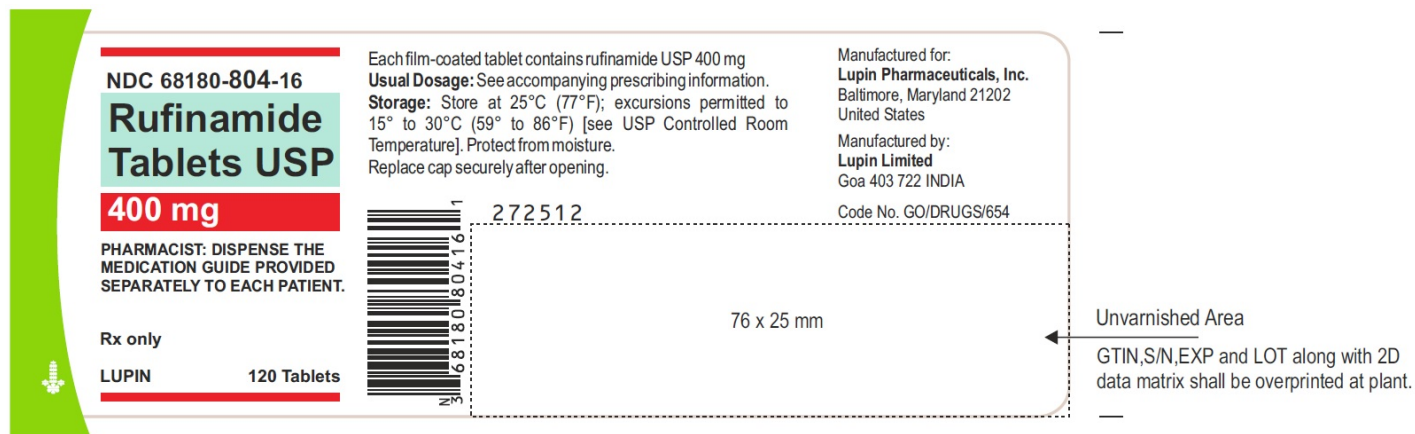 NDC 68180-804-16
Rufinamide
Tablets USP
400 mg
PHARMACIST: DISPENSE THE
MEDICATION GUIDE PROVIDED
SEPARATELY TO EACH PATIENT.
Rx only
LUPIN 120 Tablets
Each film-coated tablet contains rufinamide USP 400 mg
Usual Dosage: See accompanying prescribing information.
Storage: Store at 25°C (77°F); excursions permitted to
15° to 30°C (59° to 86°F) [see USP Controlled Room
Temperature]. Protect from moisture.
Replace cap securely after opening.
N
3 68180 80416 1
272512
Manufactured for:
Lupin Pharmaceuticals, Inc.
Baltimore, Maryland 21202
United States
Manufactured by:
Lupin Limited
Goa 403 722 INDIA
Code No. GO/DRUGS/654
76 x 25 mm
Unvarnished Area
GTIN,S/N,EXP and LOT along with 2D
data matrix shall be overprinted at plant.